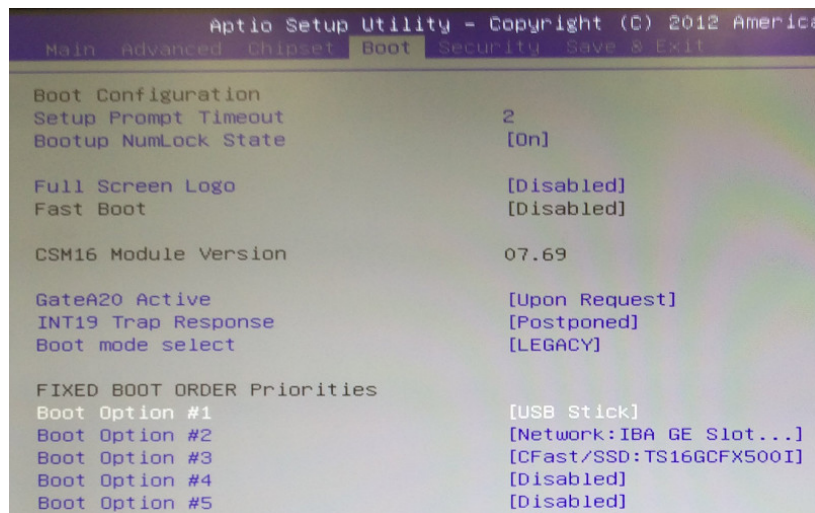 Aptio Setup Utility - Copyright (C) 2012 America
Main Advanced Chipset Boot Security Save & Exit
Boot Configuration
Setup Prompt Timeout 2
Bootup NumLock State [On]
Full Screen Logo [Disabled]
Fast Boot [Disabled]
CSM16 Module Version 07.69
GateA20 Active [Upon Request]
INT19 Trap Response [Postponed]
Boot mode select [LEGACY]
FIXED BOOT ORDER Priorities
Boot Option #1 [USB Stick]
Boot Option #2 [Network:IBA GE Slot...]
Boot Option #3 [CFast/SSD:TS16GCFX500I]
Boot Option #4 [Disabled]
Boot Option #5 [Disabled]